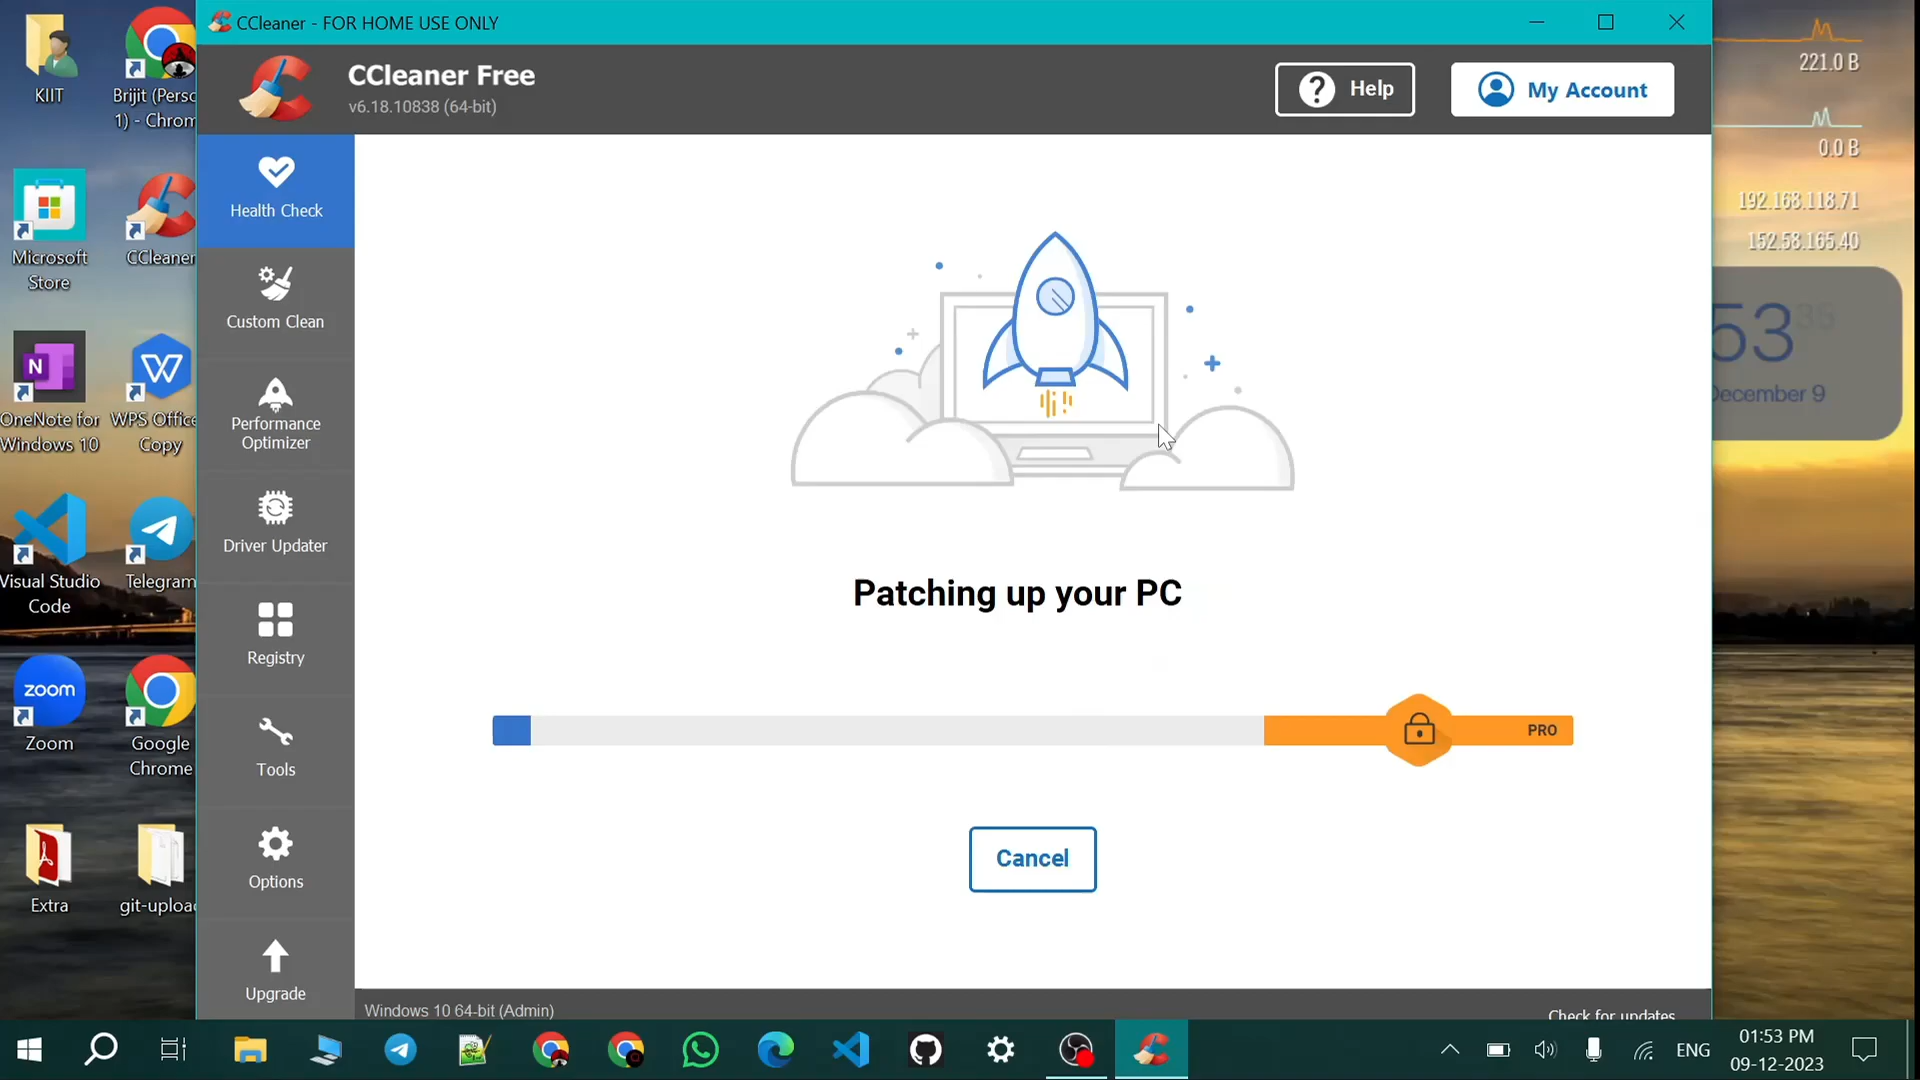 CCleaner - FOR HOME USE ONLY
CCleaner Free
v6.18.10838 (64-bit)
Help
My Account
Health Check
Custom Clean
Performance
Optimizer
Driver Updater
Registry
Tools
Options
Upgrade
Patching up your PC
PRO
Cancel
Windows 10 64-bit (Admin)
Check for updates
KIIT
Brijit (Perso
1) - Chrom
Microsoft
Store
CCleaner
OneNote for
Windows 10
WPS Office
Copy
Visual Studio
Code
Telegram
zoom
Zoom
Google
Chrome
Extra
git-uploa
221.0 B
0.0 B
192.168.118.71
152.58.165.40
53
December 9
ENG
01:53 PM
09-12-2023